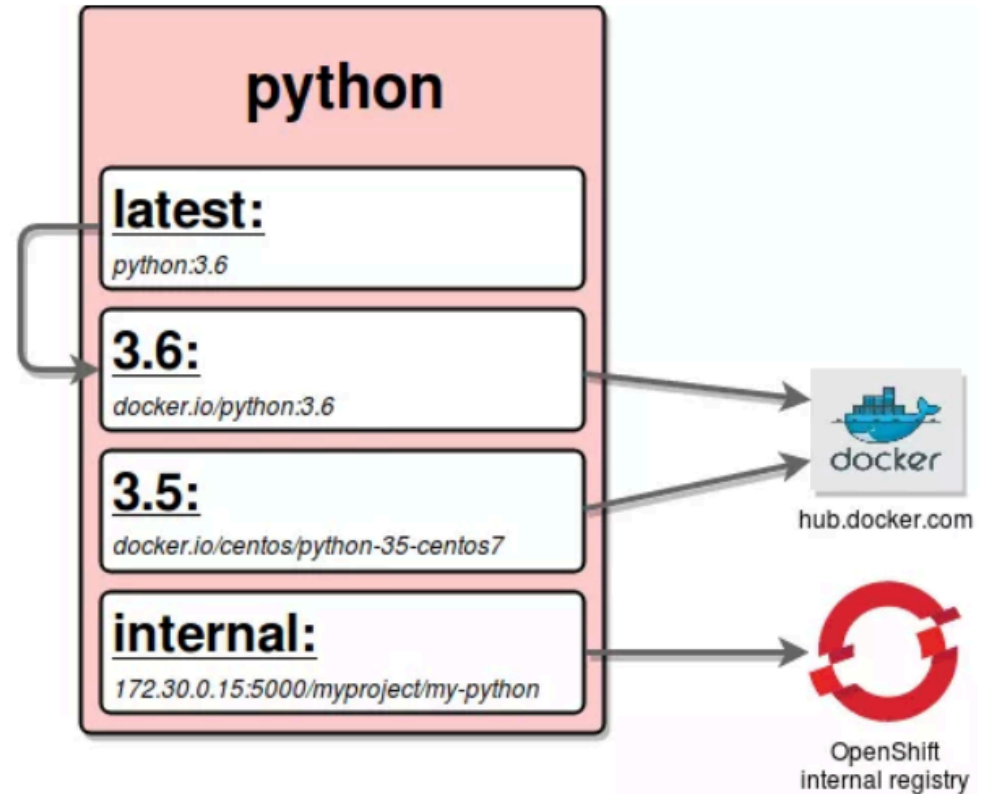 python
latest:
python:3.6
3.6:
docker.io/python:3.6
3.5:
docker.io/centos/python-35-centos7
internal:
172.30.0.15:5000/myproject/my-python
docker
hub.docker.com
OpenShift
internal registry